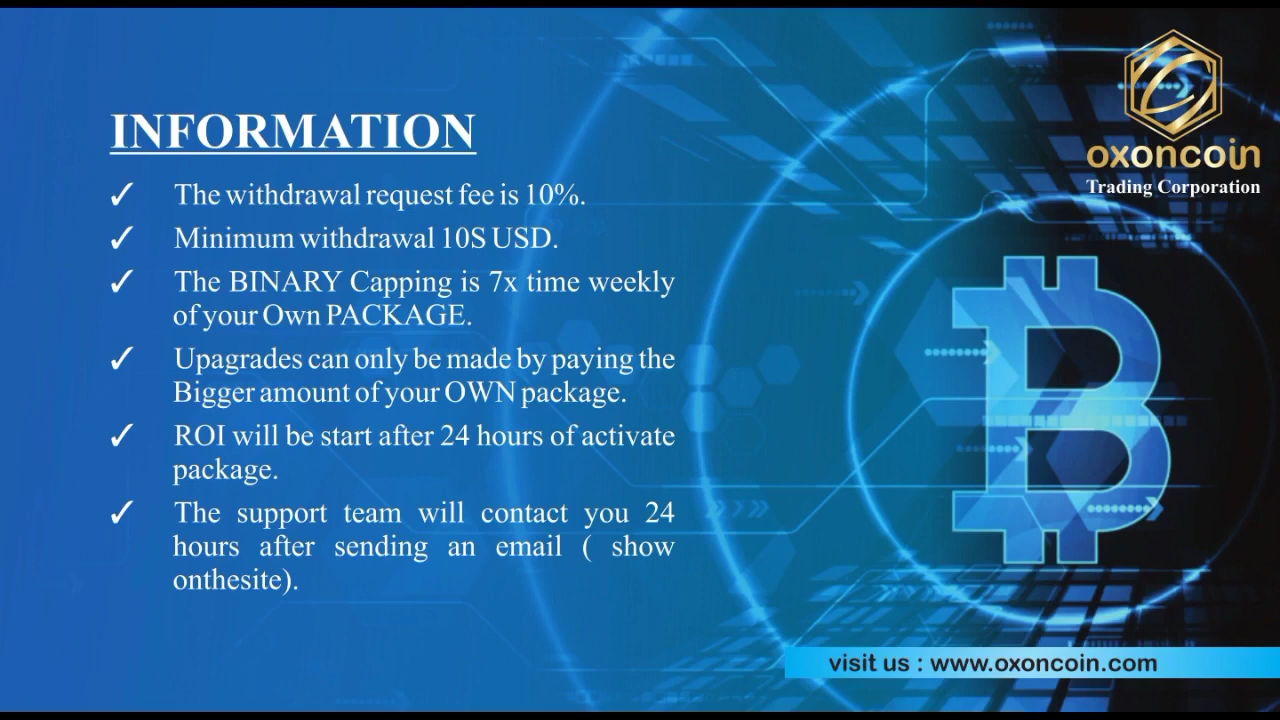 oxoncoin
Trading Corporation
INFORMATION
✓ The withdrawal request fee is 10%.
✓ Minimum withdrawal 10S USD.
✓ The BINARY Capping is 7x time weekly
of your Own PACKAGE.
✓ Upagrades can only be made by paying the
Bigger amount of your OWN package.
✓ ROI will be start after 24 hours of activate
package.
✓ The support team will contact you 24
hours after sending an email ( show
onthesite).
visit us : www.oxoncoin.com